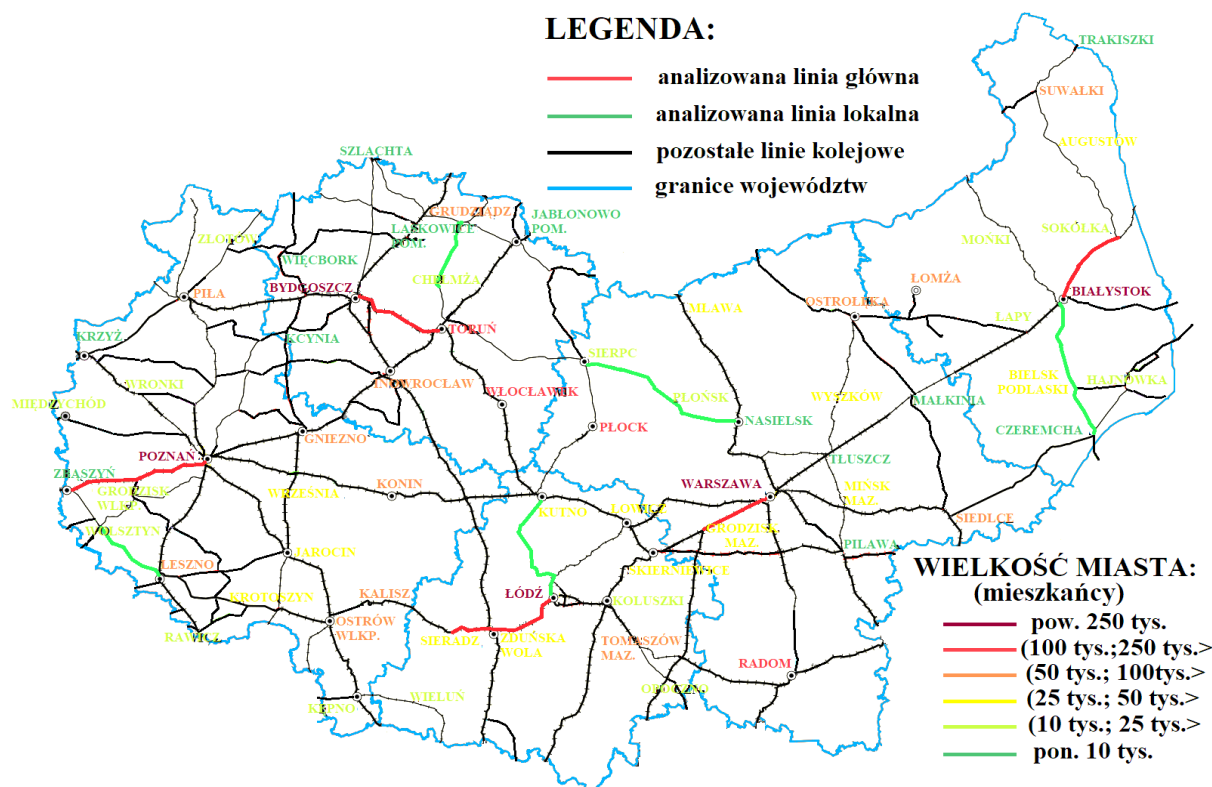 LEGENDA:
analizowana linia główna
analizowana linia lokalna
pozostałe linie kolejowe
granice województw
TRAKISZKI
SUWAŁKI
AUGUSTÓW
SZLACHTA
GRUDZIĄDZ
JABŁONOWO
POM.
LASKOWICE
POM.
ZŁOTÓW
WIĘCBORK
CHEŁMŻA
MOŃKI
SOKÓŁKA
BYDGOSZCZ
PIŁA
ŁOMŻA
BIAŁYSTOK
MŁAWA
OSTROŁĘKA
TORUŃ
ŁAPY
KRZYŻ
KCYNIA
SIERPC
WRONKI
INOWROCŁAW
BIELSK
PODLASKI
HAJNÓWKA
WŁOCŁAWEK
PŁOŃSK
WYSZKÓW
MAŁKINIA
MIĘDZYCHÓD
NASIELSK
PŁOCK
CZEREMCHA
GNIEZNO
POZNAŃ
TŁUSZCZ
ZBĄSZYŃ
WARSZAWA
MIŃSK
MAZ.
GRODZISK
WLKP.
WRZEŚNIA
KONIN
KUTNO
ŁOWICZ
SIEDLCE
WOLSZTYN
GRODZISK
MAZ.
JAROCIN
PILAWA
LESZNO
SKIERNIEWICE
WIELKOŚĆ MIASTA:
(mieszkańcy)
KROTOSZYN
KALISZ
ŁÓDŹ
KOLUSZKI
pow. 250 tys.
OSTRÓW
WLKP.
RAWICZ
SIERADZ
ZDUŃSKA
WOLA
TOMASZÓW
MAZ.
(100 tys.;250 tys.>
RADOM
(50 tys.; 100tys.>
OPOCZNO
WIELUŃ
KĘPNO
(25 tys.; 50 tys.>
(10 tys.; 25 tys.>
pon. 10 tys.